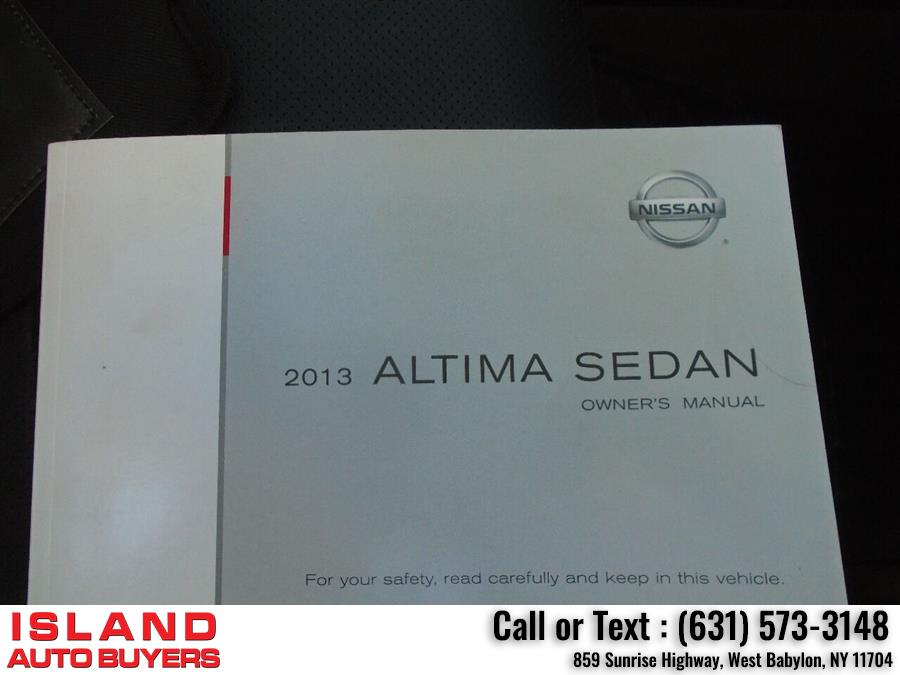 NISSAN
2013 ALTIMA SEDAN
OWNER'S MANUAL
For your safety, read carefully and keep in this vehicle.
ISLAND
AUTO BUYERS
Call or Text : (631) 573-3148
859 Sunrise Highway, West Babylon, NY 11704